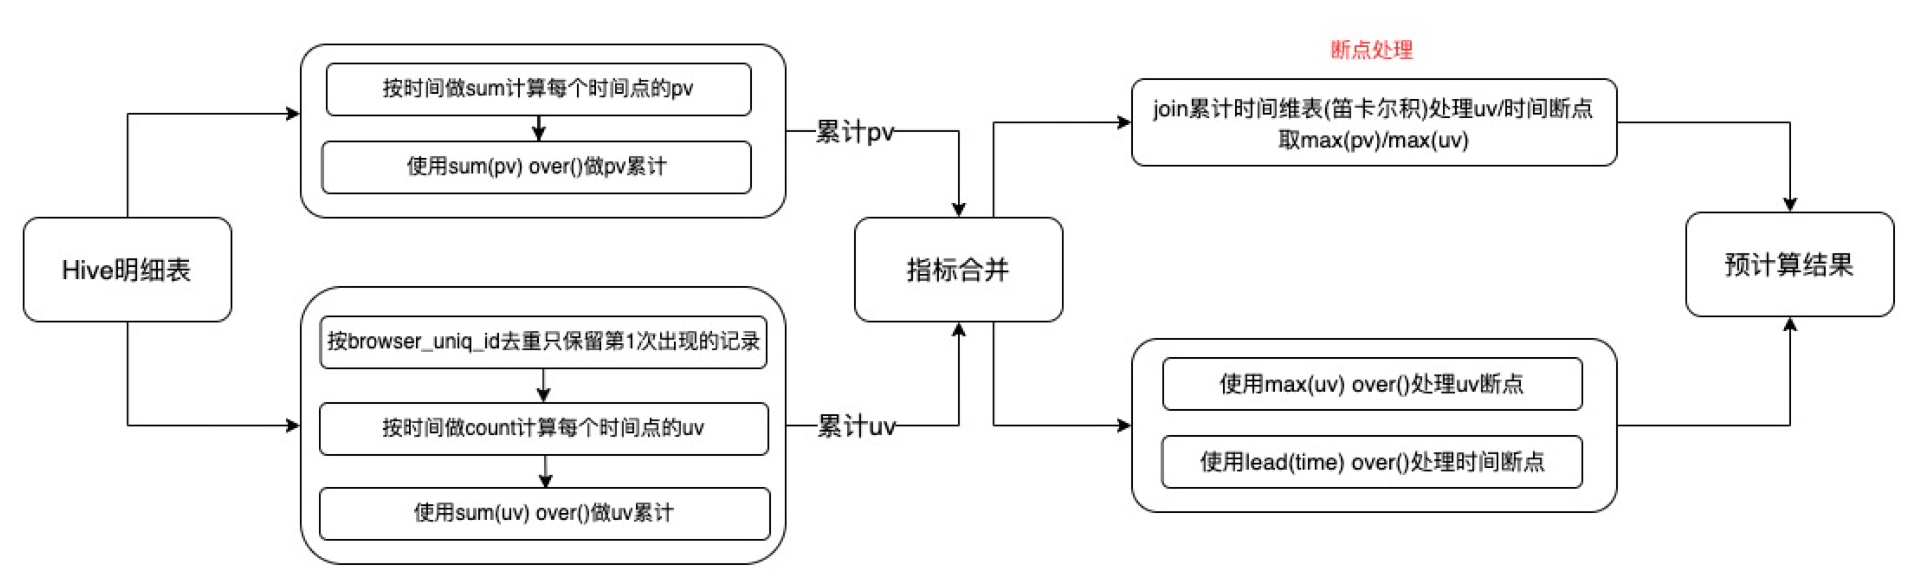 Hive明细表
按时间做sum计算每个时间点的pv
使用sum(pv) over()做pv累计
按browser_uniq_id去重只保留第1次出现的记录
按时间做count计算每个时间点的uv
使用sum(uv) over()做uv累计
累计pv
累计uv
指标合并
断点处理
join累计时间维表(笛卡尔积)处理uv/时间断点
取max(pv)/max(uv)
使用max(uv) over()处理uv断点
使用lead(time) over()处理时间断点
预计算结果